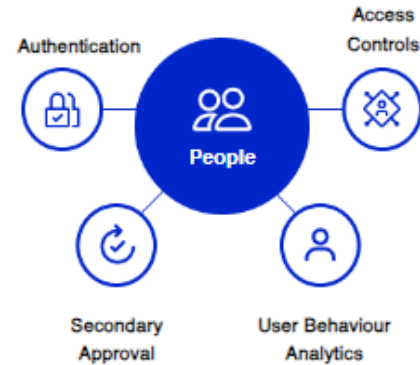 Authentication
Access
Controls
People
Secondary
Approval
User Behaviour
Analytics